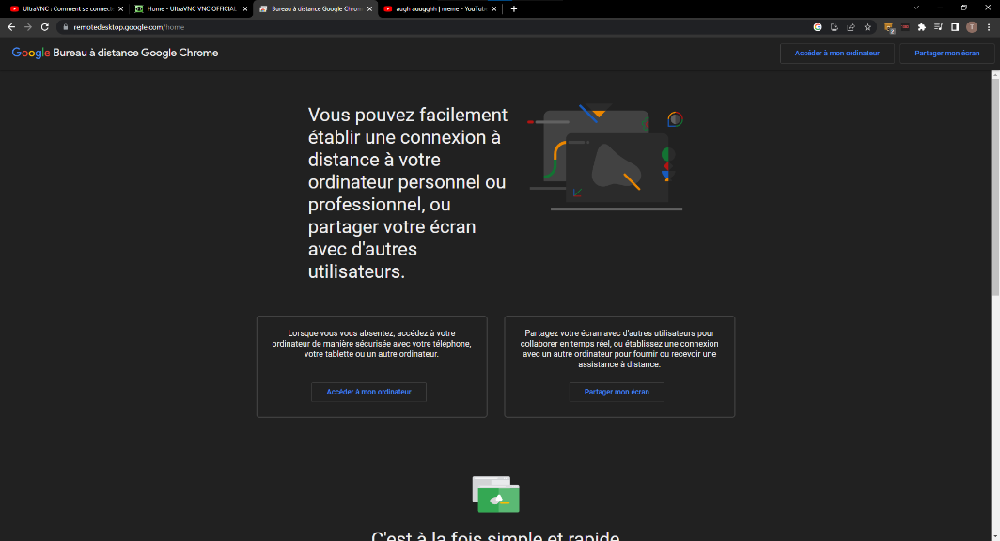 UltraVNC : Comment se connecte
Home - UltraVNC VNC OFFICIAL
Bureau à distance Google Chrom
augh auugghh | meme - YouTube
remotedesktop.google.com/home
T
Google Bureau à distance Google Chrome
Accéder à mon ordinateur
Partager mon écran
Vous pouvez facilement
établir une connexion à
distance à votre
ordinateur personnel ou
professionnel, ou
partager votre écran
avec d'autres
utilisateurs.
Lorsque vous vous absentez, accédez à votre
ordinateur de manière sécurisée avec votre téléphone,
votre tablette ou un autre ordinateur.
Accéder à mon ordinateur
Partagez votre écran avec d'autres utilisateurs pour
collaborer en temps réel, ou établissez une connexion
avec un autre ordinateur pour fournir ou recevoir une
assistance à distance.
Partager mon écran
C'est à la fois simple et rapide